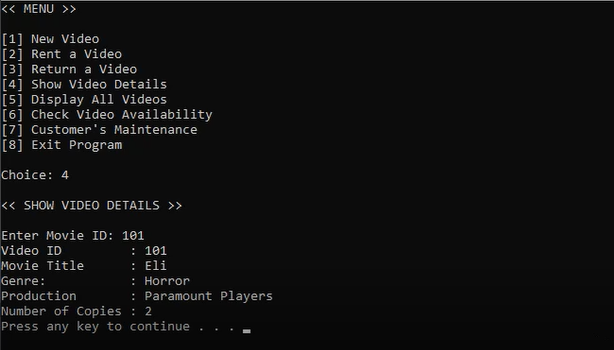 << MENU >>
[1] New Video
[2] Rent a Video
[3] Return a Video
[4] Show Video Details
[5] Display All Videos
[6] Check Video Availability
[7] Customer's Maintenance
[8] Exit Program
Choice: 4
<< SHOW VIDEO DETAILS >>
Enter Movie ID: 101
Video ID         : 101
Movie Title      : Eli
Genre:           : Horror
Production       : Paramount Players
Number of Copies : 2
Press any key to continue . . .